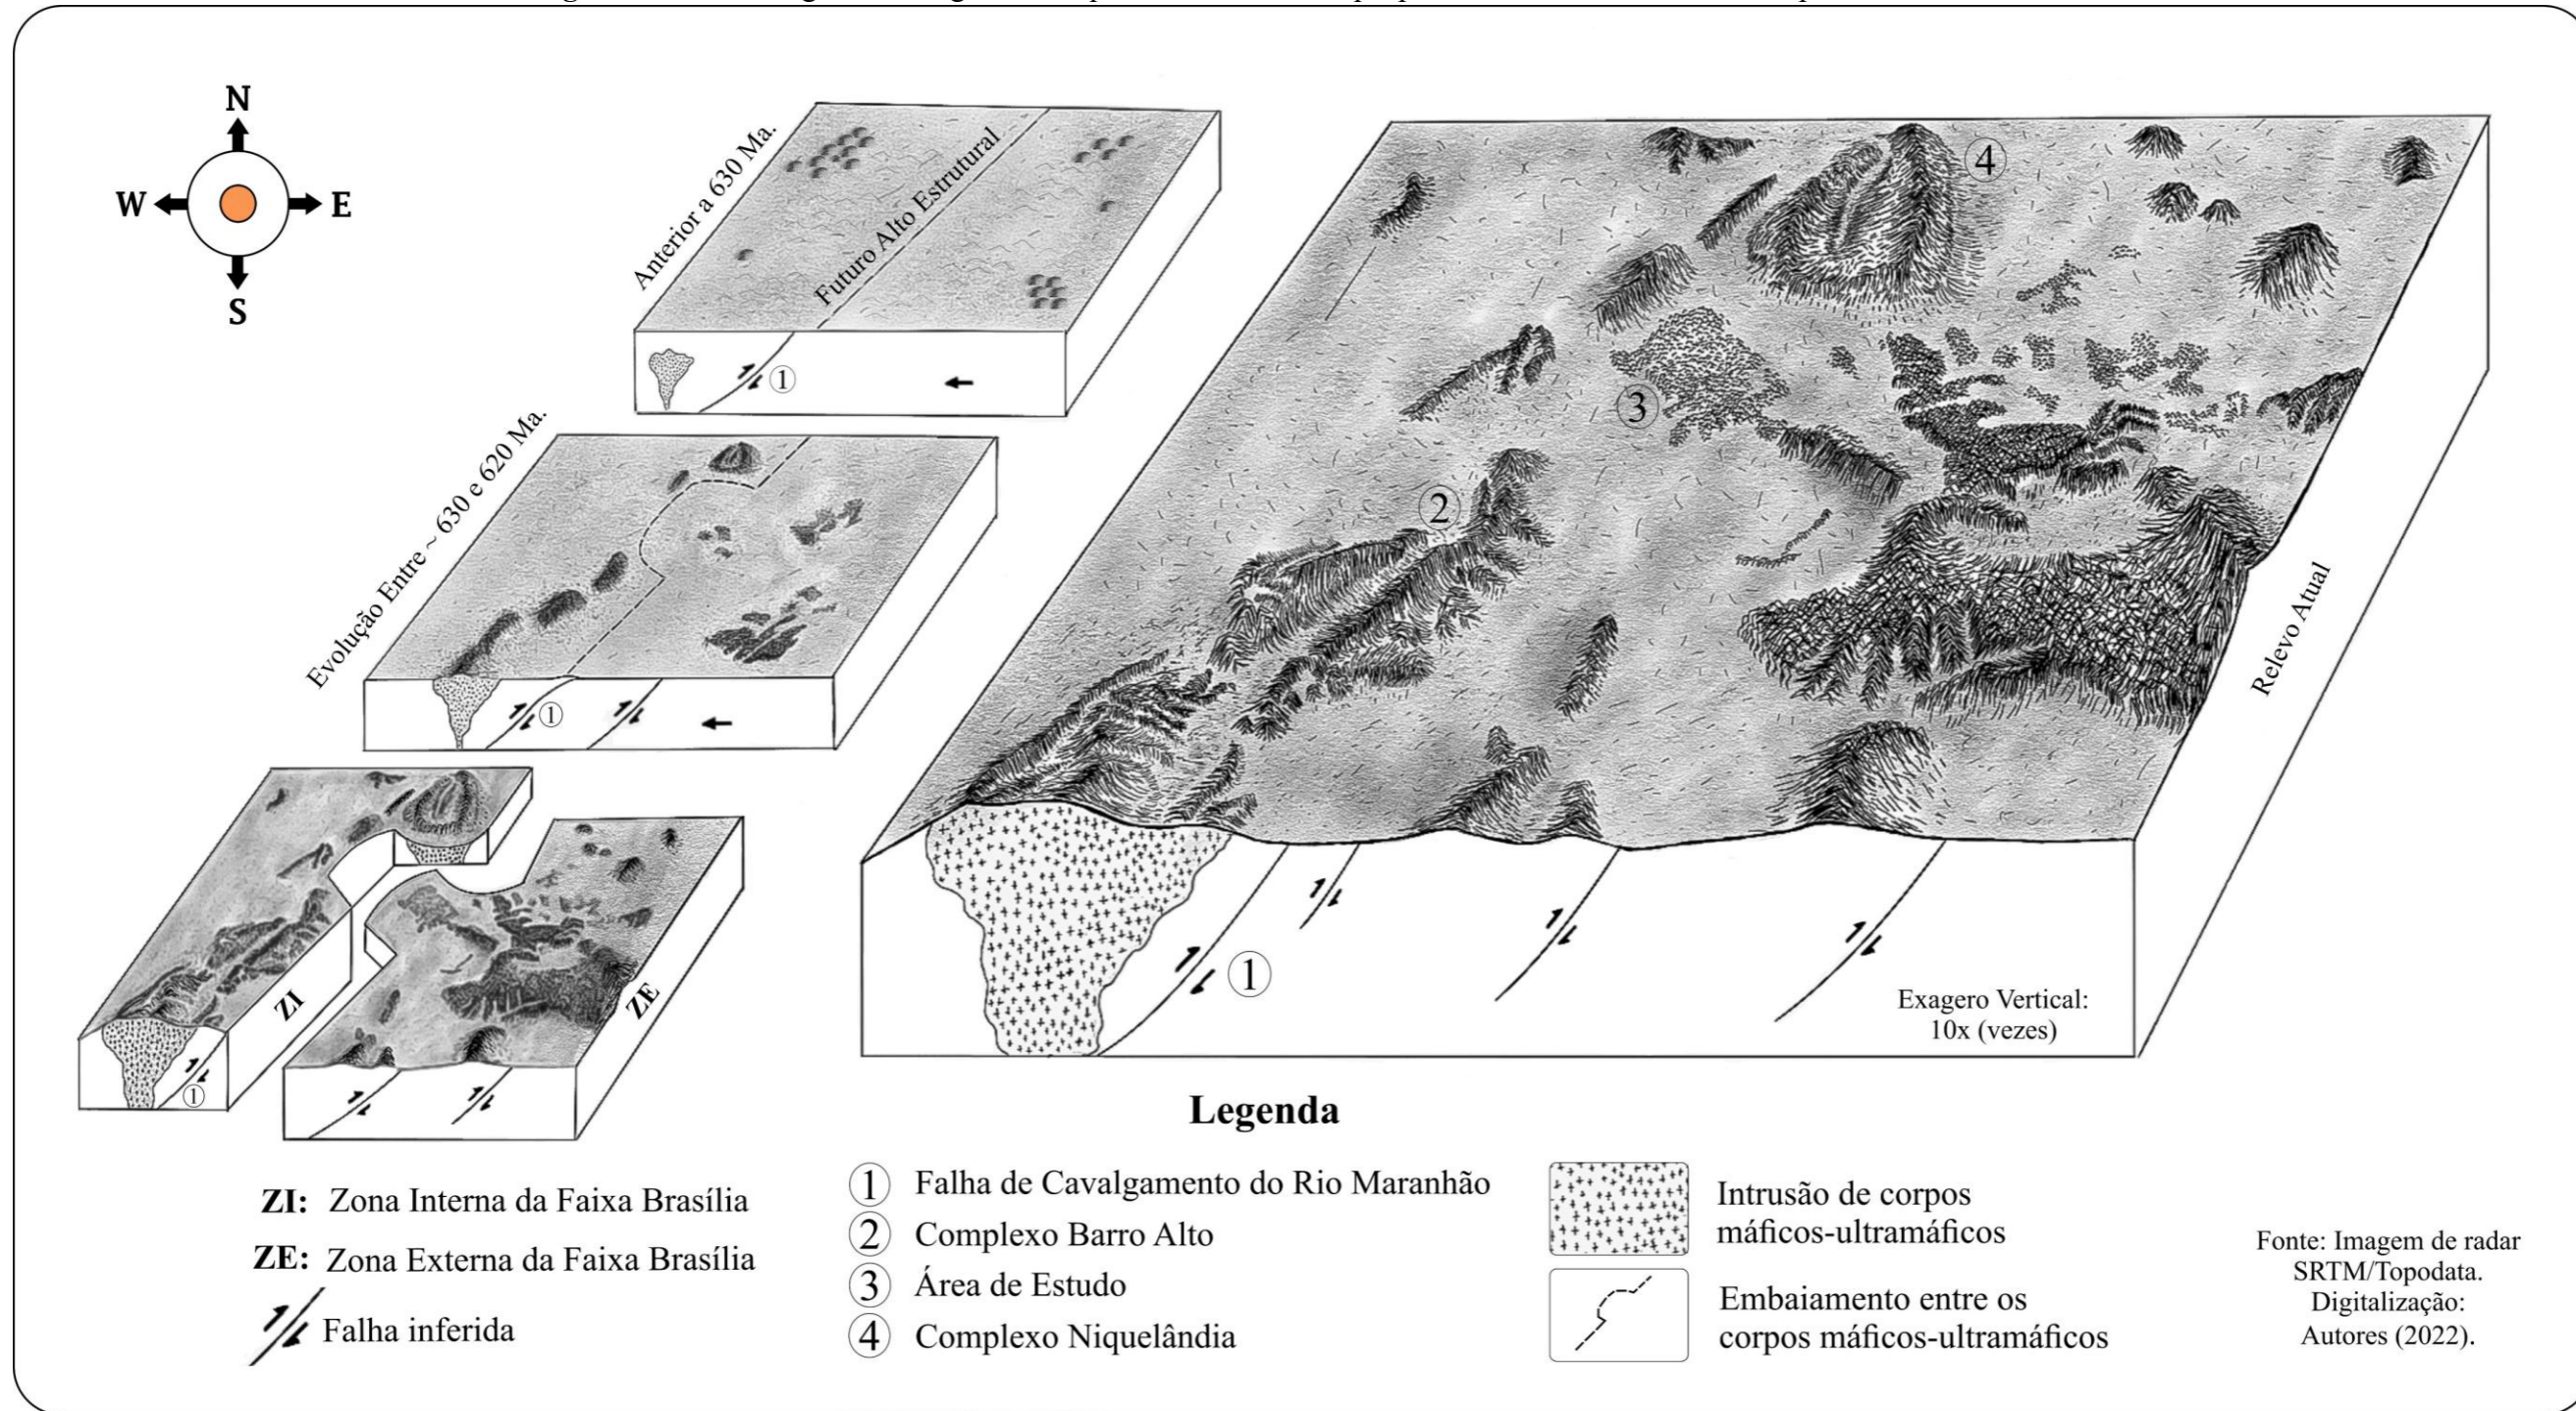 N
W E
S
Anterior a 630 Ma.
Futuro Alto Estrutural
1
Evolução Entre ~ 630 e 620 Ma.
1
ZI
ZE
1
4
3
2
1
Relevo Atual
Exagero Vertical:
10x (vezes)
Legenda
ZI: Zona Interna da Faixa Brasília
ZE: Zona Externa da Faixa Brasília
Falha inferida
1 Falha de Cavalgamento do Rio Maranhão
2 Complexo Barro Alto
3 Área de Estudo
4 Complexo Niquelândia
Intrusão de corpos
máficos-ultramáficos
Embaiamento entre os
corpos máficos-ultramáficos
Fonte: Imagem de radar
SRTM/Topodata.
Digitalização:
Autores (2022).